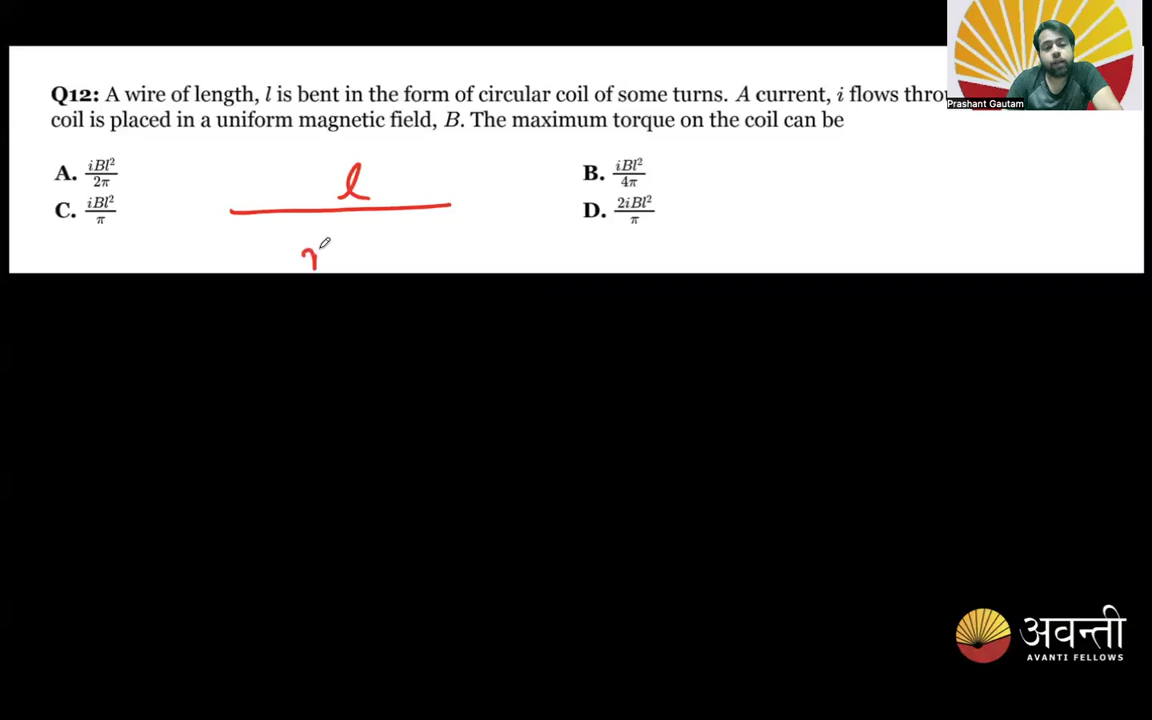 Q12: A wire of length, l is bent in the form of circular coil of some turns. A current, i flows
coil is placed in a uniform magnetic field, B. The maximum torque on the coil can be
A. iBl²/2π
B. iBl²/4π
C. iBl²/π
D. 2iBl²/π
l
Prashant Gautam
अवन्ती
AVANTI FELLOWS